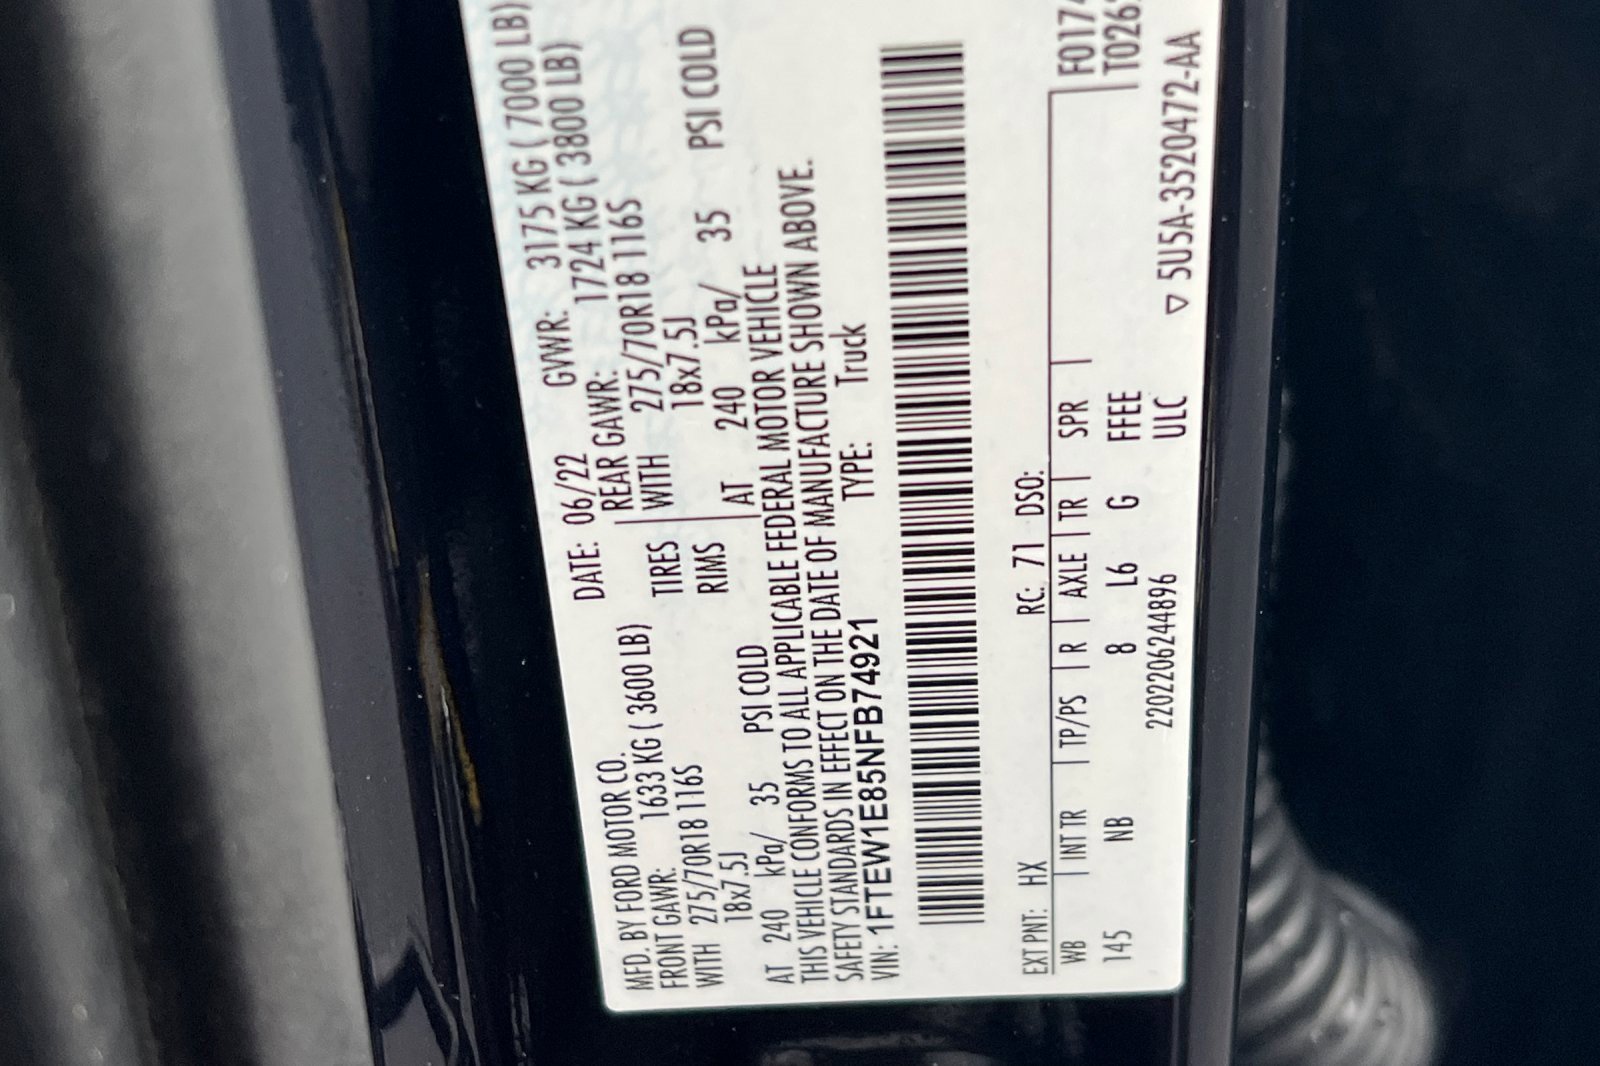 MFD. BY FORD MOTOR CO.
DATE: 06/22 GVWR: 3175 KG ( 7000 LB)
FRONT GAWR: 1633 KG ( 3600 LB) REAR GAWR: 1724 KG ( 3800 LB)
WITH 275/70R18 116S TIRES WITH 275/70R18 116S
18x7.5J RIMS 18x7.5J
AT 240 kPa/ 35 PSI COLD AT 240 kPa/ 35 PSI COLD
THIS VEHICLE CONFORMS TO ALL APPLICABLE FEDERAL MOTOR VEHICLE
SAFETY STANDARDS IN EFFECT ON THE DATE OF MANUFACTURE SHOWN ABOVE.
VIN: 1FTEW1E85NFB74921 TYPE: Truck
EXT PNT: HX RC: 71 DSO:
WB INT TR TP/PS R AXLE TR SPR
145 NB 8 L6 G FFEE
2202206244896 ULC
▽ 5U5A-3520472-AA